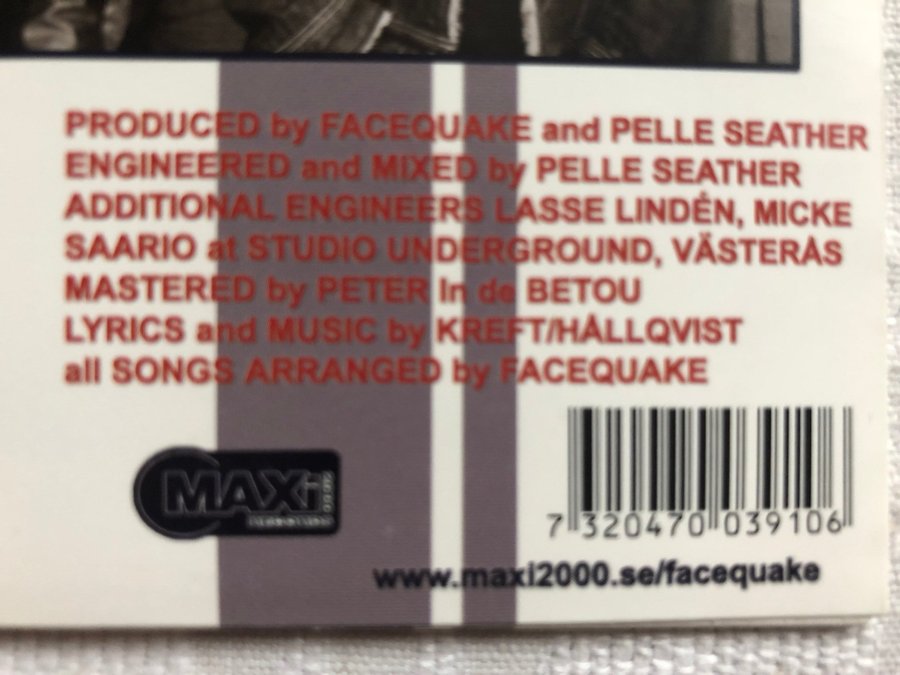 PRODUCED by FACEQUAKE and PELLE SEATHER
ENGINEERED and MIXED by PELLE SEATHER
ADDITIONAL ENGINEERS LASSE LINDÉN, MICKE
SAARIO at STUDIO UNDERGROUND, VÄSTERÅS
MASTERED by PETER In de BETOU
LYRICS and MUSIC by KREFT/HÅLLQVIST
all SONGS ARRANGED by FACEQUAKE
MAXi
7 320470 039106
www.maxi2000.se/facequake